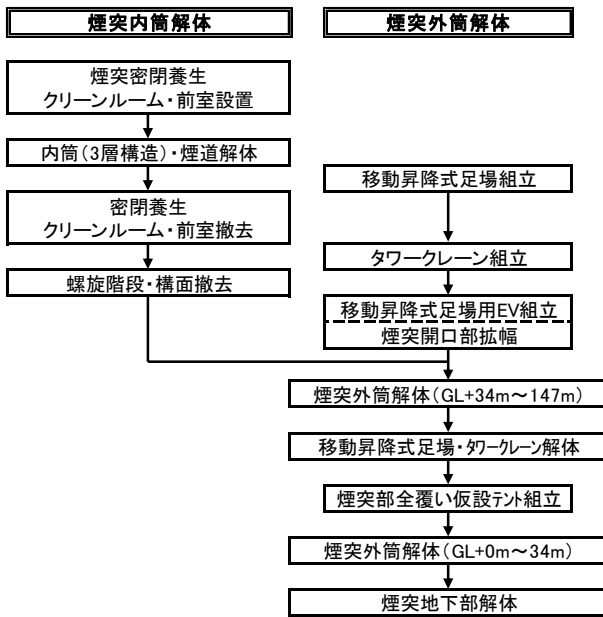 煙突内筒解体
煙突密閉養生
クリーンルーム・前室設置
内筒(3層構造)・煙道解体
密閉養生
クリーンルーム・前室撤去
螺旋階段・構面撤去
煙突外筒解体
移動昇降式足場組立
タワークレーン組立
移動昇降式足場用EV組立
煙突開口部拡幅
煙突外筒解体(GL+34m～147m)
移動昇降式足場・タワークレーン解体
煙突部全覆い仮設テント組立
煙突外筒解体(GL+0m～34m)
煙突地下部解体